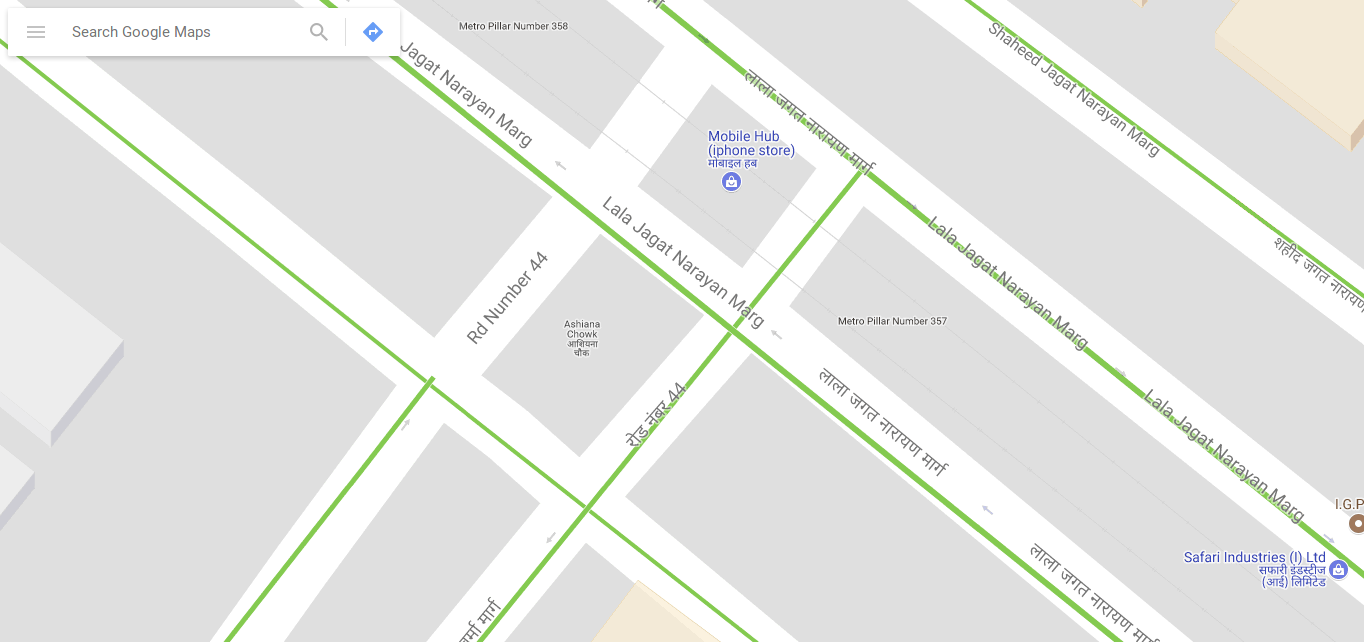 Search Google Maps
Metro Pillar Number 358
Jagat Narayan Marg
लाला जगत नारायण मार्ग
Shaheed Jagat Narayan Marg
Mobile Hub
(iphone store)
मोबाइल हब
Lala Jagat Narayan Marg
Lala Jagat Narayan Marg
शहीद जगत नारायण
Rd Number 44
Ashiana
Chowk
आशियना
चौक
Metro Pillar Number 357
रोड नंबर 44
लाला जगत नारायण मार्ग
Lala Jagat Narayan Marg
I.G.P
Safari Industries (I) Ltd
सफारी इंडस्ट्रीज
(आई) लिमिटेड
लाला जगत नारायण मार्ग
मार्ग